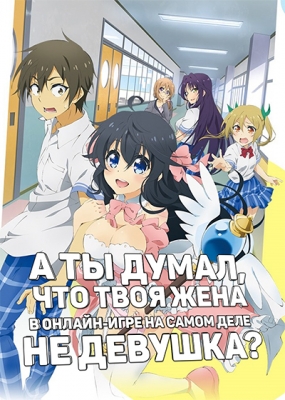 А ТЫ ДУМАЛ,
ЧТО ТВОЯ ЖЕНА
В ОНЛАЙН-ИГРЕ НА САМОМ ДЕЛЕ
НЕ ДЕВУШКА?